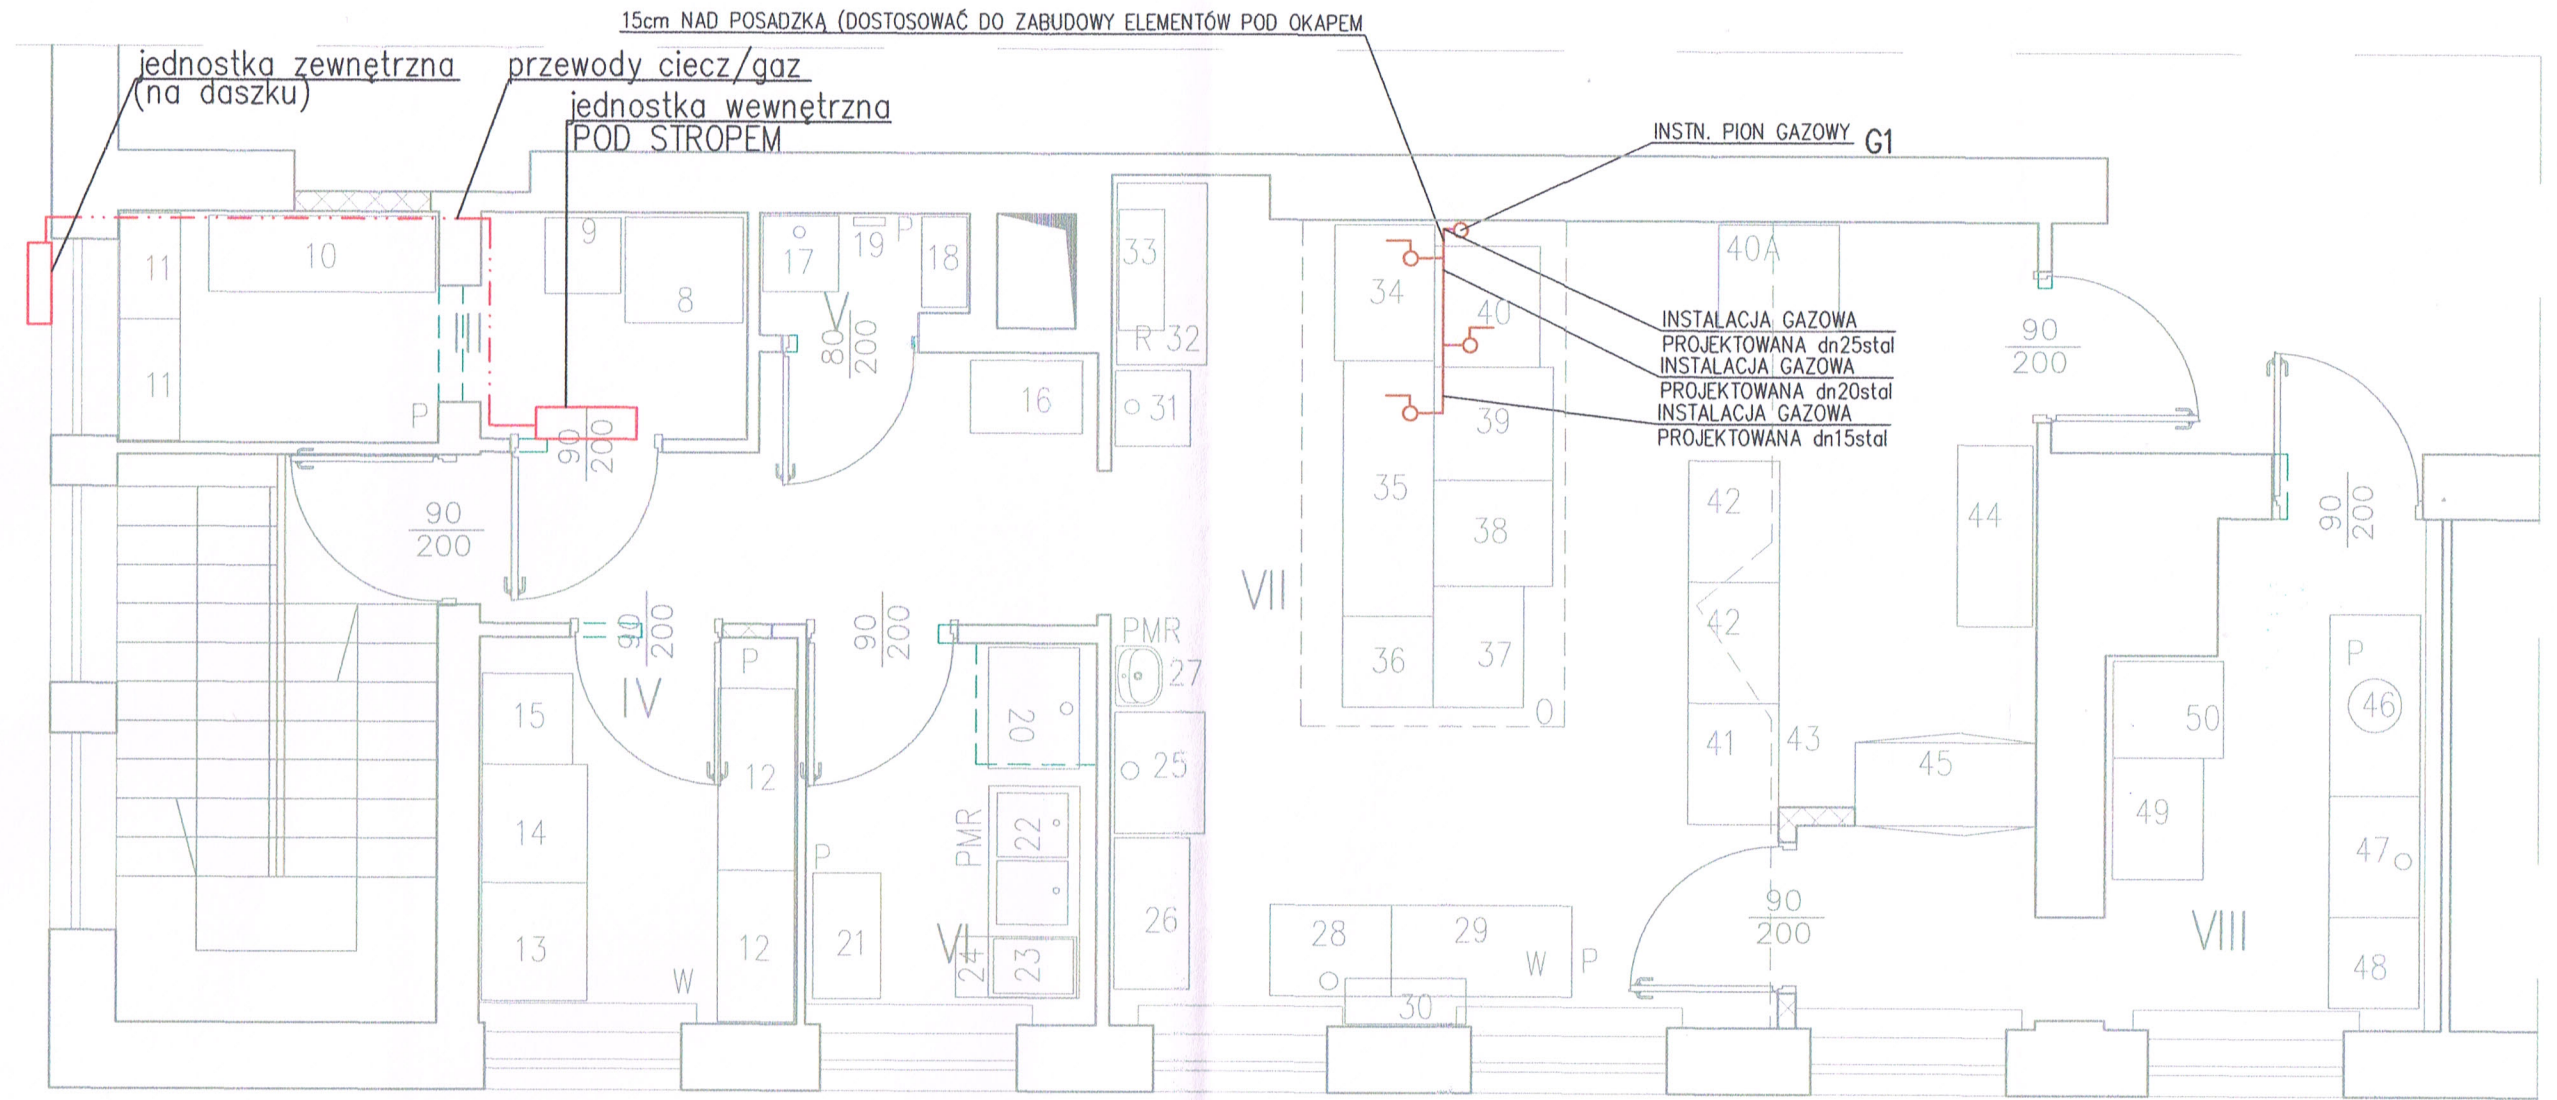 15cm NAD POSADZKĄ (DOSTOSOWAĆ DO ZABUDOWY ELEMENTÓW POD OKAPEM
jednostka zewnętrzna
(na daszku)
przewody ciecz/gaz
jednostka wewnętrzna
POD STROPEM
INSTN. PION GAZOWY G1
11
10
9
8
17
19
P
18
V
80
200
33
R 32
34
40
40A
INSTALACJA GAZOWA
PROJEKTOWANA dn25stal
INSTALACJA GAZOWA
PROJEKTOWANA dn20stal
INSTALACJA GAZOWA
PROJEKTOWANA dn15stal
90
200
11
P
90
200
16
31
39
35
38
42
44
90
200
90
200
VII
90
200
90
200
PMR
27
36
37
O
42
P
46
P
IV
15
20
25
41
43
45
50
12
14
PMR
22
P
49
47
13
W
12
21
VI
24
23
26
28
29
W
P
30
90
200
VIII
48